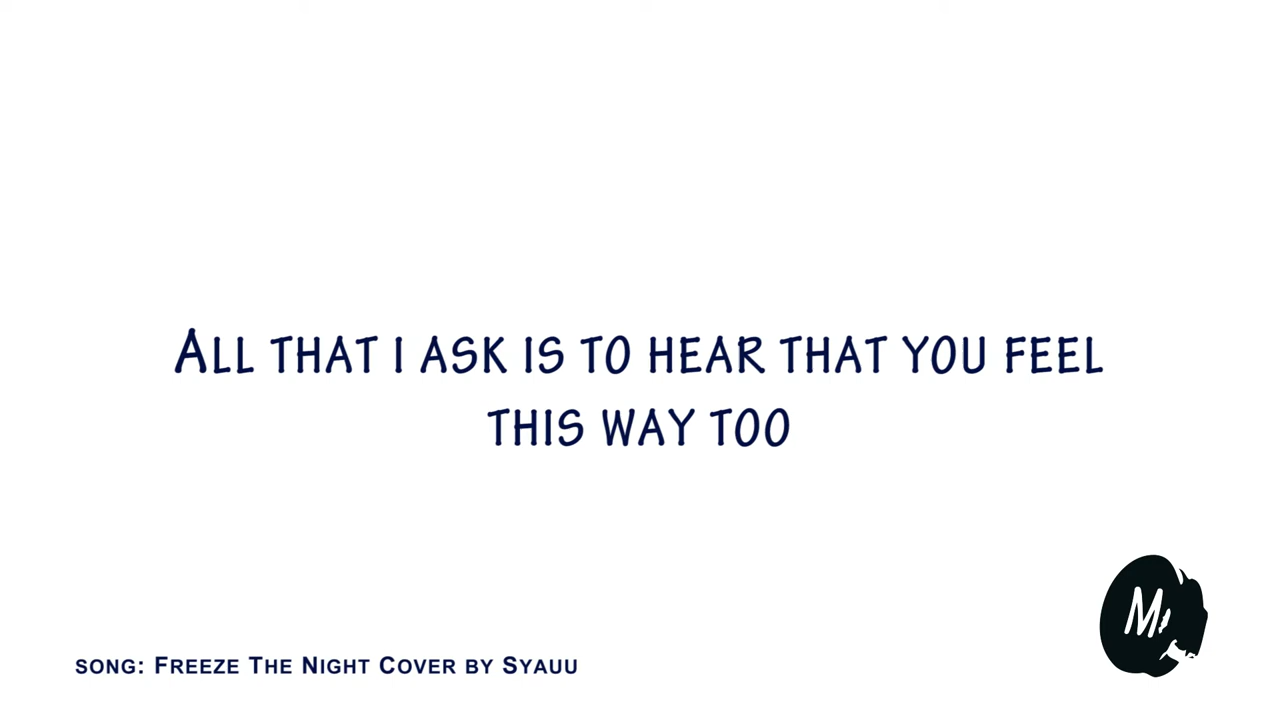 All that I ask is to hear that you feel
this way too
M
song: Freeze The Night Cover by Syauu